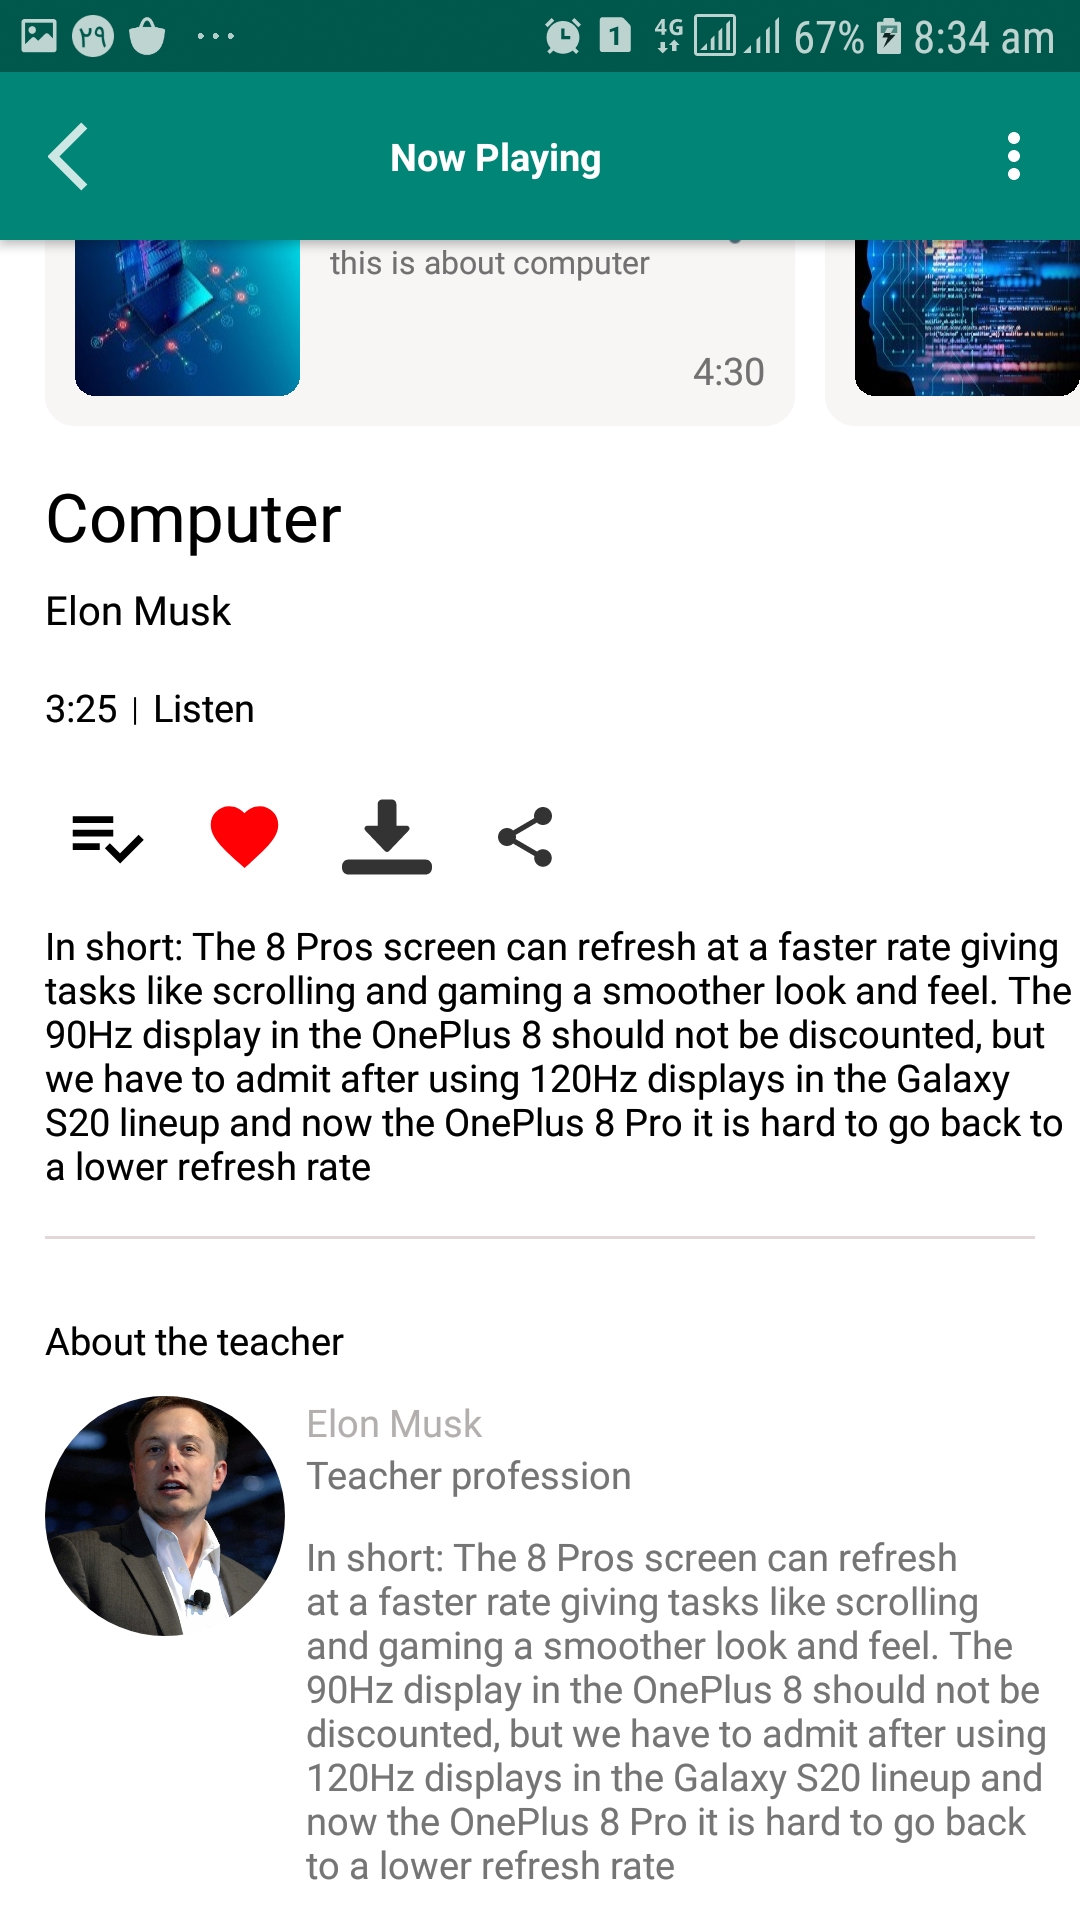 ٢٩ ... 1 4G 67% 8:34 am
Now Playing
this is about computer
4:30
Computer
Elon Musk
3:25 | Listen
In short: The 8 Pros screen can refresh at a faster rate giving
tasks like scrolling and gaming a smoother look and feel. The
90Hz display in the OnePlus 8 should not be discounted, but
we have to admit after using 120Hz displays in the Galaxy
S20 lineup and now the OnePlus 8 Pro it is hard to go back to
a lower refresh rate
About the teacher
Elon Musk
Teacher profession
In short: The 8 Pros screen can refresh
at a faster rate giving tasks like scrolling
and gaming a smoother look and feel. The
90Hz display in the OnePlus 8 should not be
discounted, but we have to admit after using
120Hz displays in the Galaxy S20 lineup and
now the OnePlus 8 Pro it is hard to go back
to a lower refresh rate